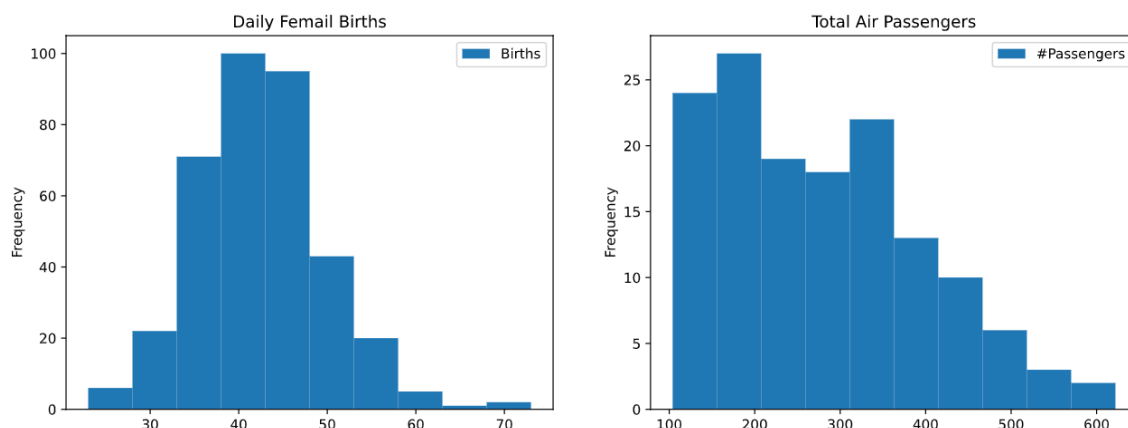 Daily Femail Births
Births
Frequency
100
80
60
40
20
0
30 40 50 60 70
Total Air Passengers
#Passengers
Frequency
25
20
15
10
5
0
100 200 300 400 500 600